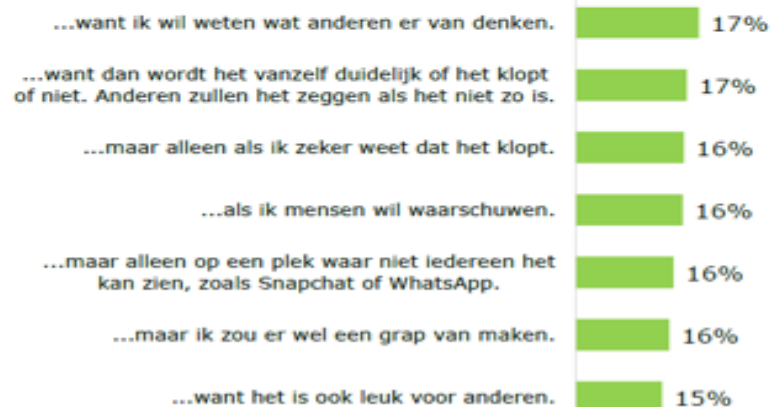 ...want ik wil weten wat anderen er van denken. 17%
...want dan wordt het vanzelf duidelijk of het klopt
of niet. Anderen zullen het zeggen als het niet zo is. 17%
...maar alleen als ik zeker weet dat het klopt. 16%
...als ik mensen wil waarschuwen. 16%
...maar alleen op een plek waar niet iedereen het
kan zien, zoals Snapchat of WhatsApp. 16%
...maar ik zou er wel een grap van maken. 16%
...want het is ook leuk voor anderen. 15%